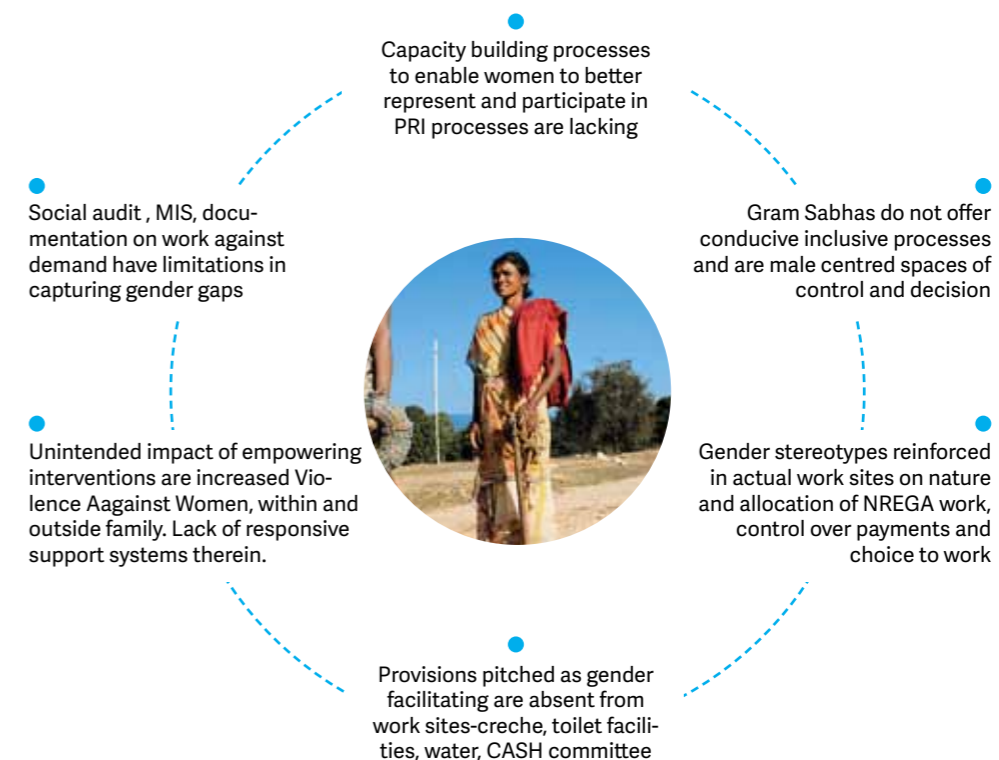 Capacity building processes
to enable women to better
represent and participate in
PRI processes are lacking
Gram Sabhas do not offer
conducive inclusive processes
and are male centred spaces of
control and decision
Gender stereotypes reinforced
in actual work sites on nature
and allocation of NREGA work,
control over payments and
choice to work
Provisions pitched as gender
facilitating are absent from
work sites-creche, toilet facili-
ties, water, CASH committee
Unintended impact of empowering
interventions are increased Vio-
lence Aagainst Women, within and
outside family. Lack of responsive
support systems therein.
Social audit , MIS, docu-
mentation on work against
demand have limitations in
capturing gender gaps